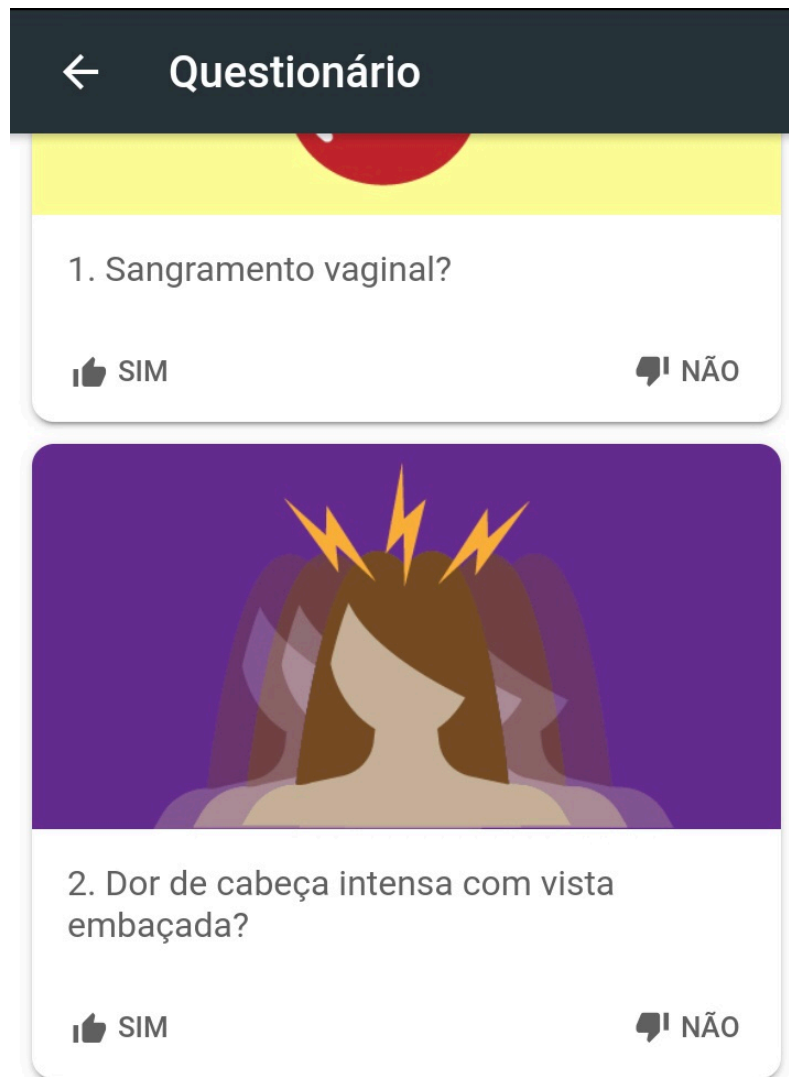 Questionário
1. Sangramento vaginal?
SIM
NÃO
2. Dor de cabeça intensa com vista
embaçada?
SIM
NÃO